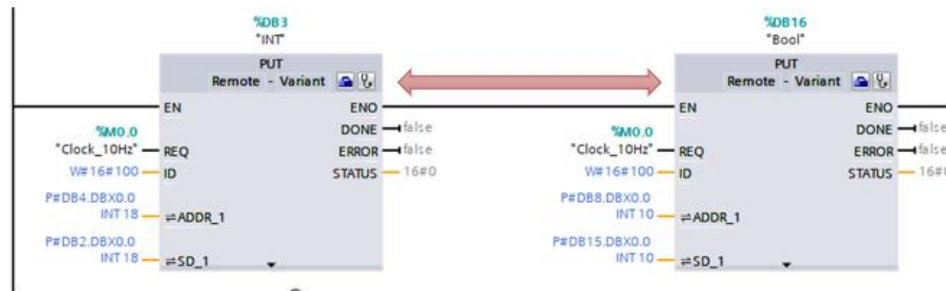 %DB3
"INT"
PUT
Remote - Variant
EN
ENO
DONE
false
%M0.0
"Clock_10Hz"
REQ
ERROR
false
W#16#100
ID
STATUS
16#0
P#DB4.DBX0.0
INT 18
ADDR_1
P#DB2.DBX0.0
INT 18
SD_1
%DB16
"Bool"
PUT
Remote - Variant
EN
ENO
DONE
false
%M0.0
"Clock_10Hz"
REQ
ERROR
false
W#16#100
ID
STATUS
16#0
P#DB8.DBX0.0
INT 10
ADDR_1
P#DB15.DBX0.0
INT 10
SD_1